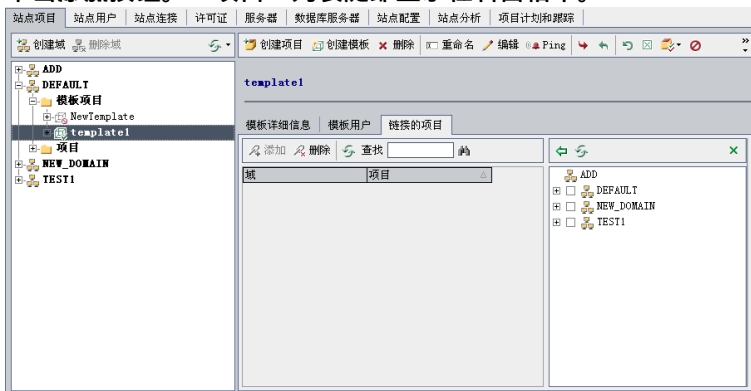 站点项目 站点用户 站点连接 许可证 服务器 数据库服务器 站点配置 站点分析 项目计划和跟踪
创建域 删除域 创建项目 创建模板 删除 重命名 编辑 Ping
ADD
DEFAULT
模板项目
NewTemplate
template1
项目
NEW_DOMAIN
TEST1
template1
模板详细信息 模板用户 链接的项目
添加 删除 查找
域 项目
ADD
DEFAULT
NEW_DOMAIN
TEST1